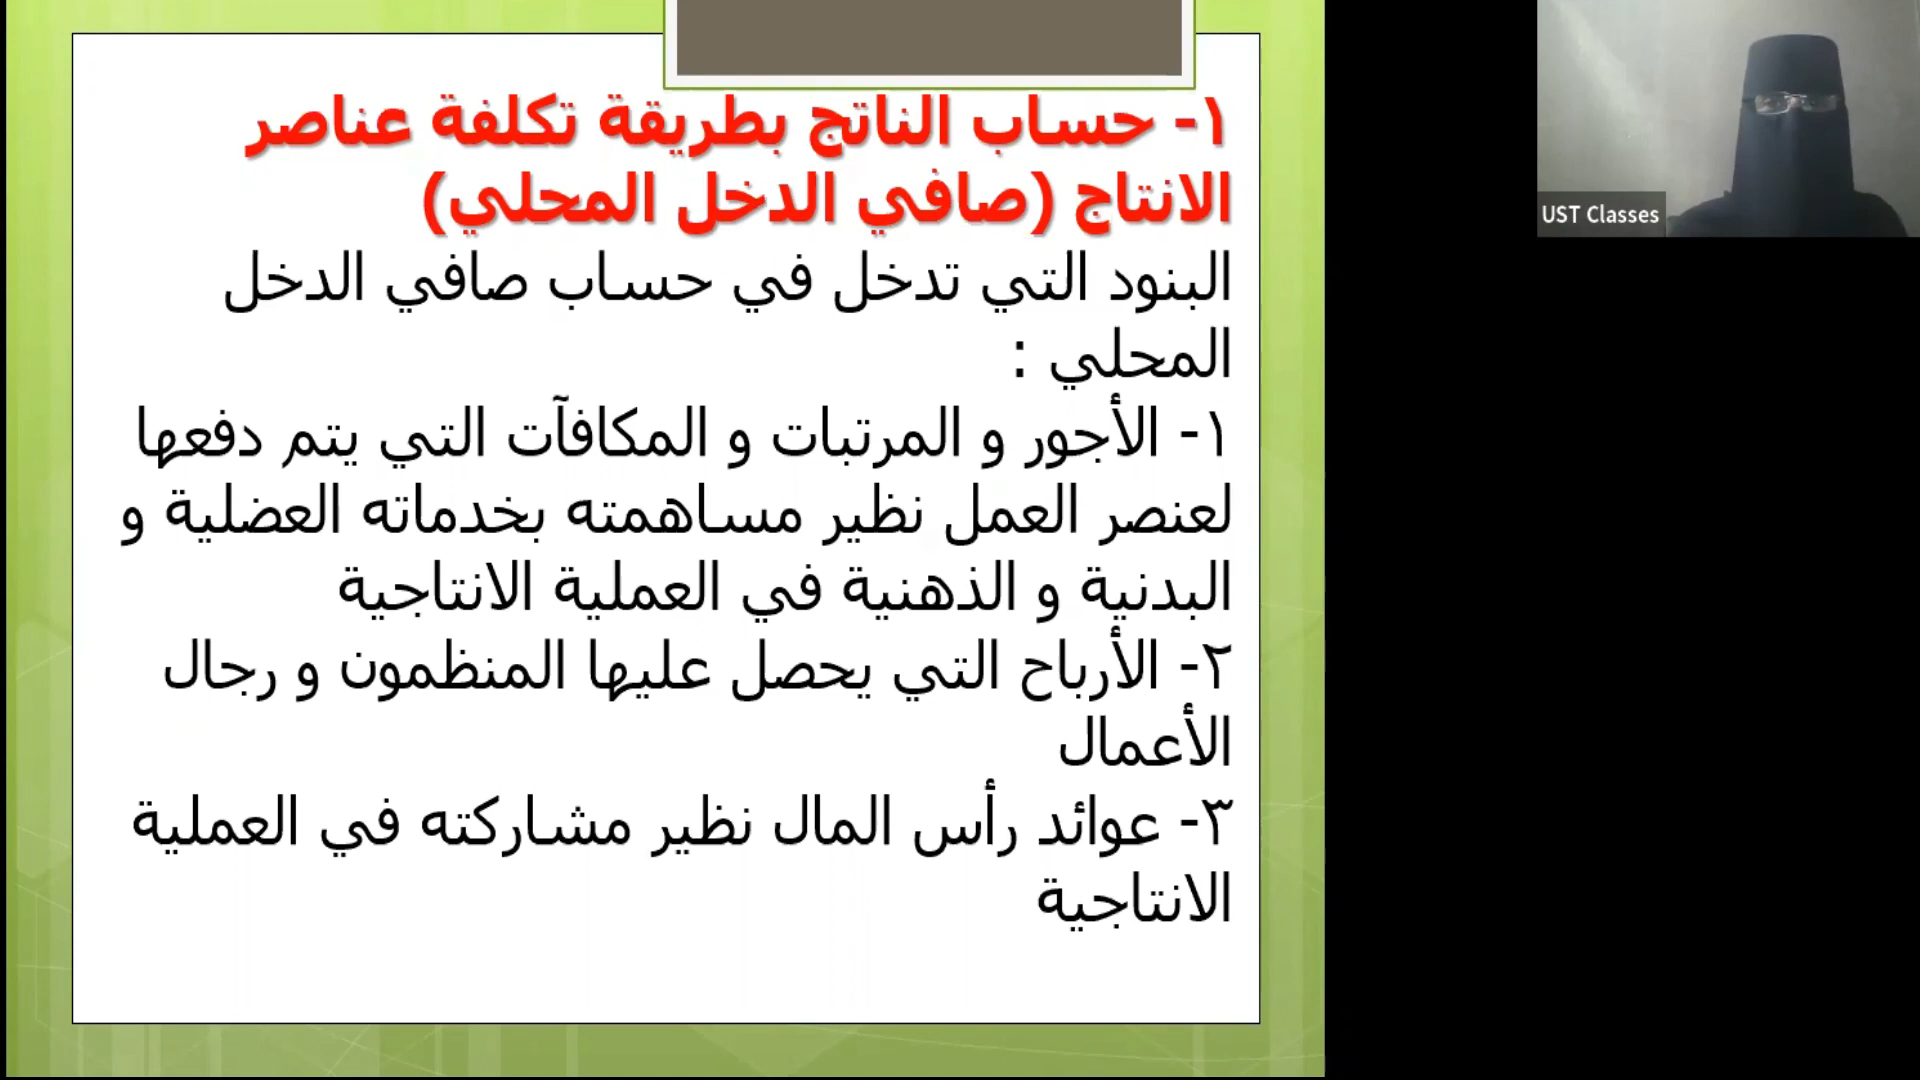 ١- حساب الناتج بطريقة تكلفة عناصر
الانتاج (صافي الدخل المحلي)
البنود التي تدخل في حساب صافي الدخل
المحلي :
١- الأجور و المرتبات و المكافآت التي يتم دفعها
لعنصر العمل نظير مساهمته بخدماته العضلية و
البدنية و الذهنية في العملية الانتاجية
٢- الأرباح التي يحصل عليها المنظمون و رجال
الأعمال
٣- عوائد رأس المال نظير مشاركته في العملية
الانتاجية
UST Classes